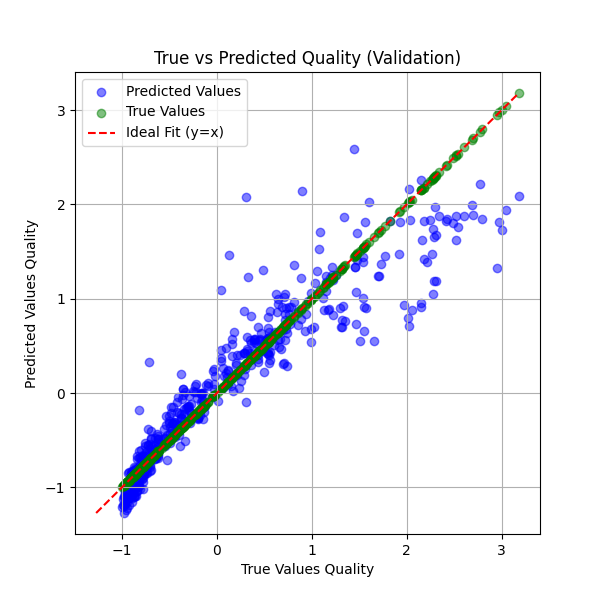 True vs Predicted Quality (Validation)
Predicted Values
True Values
Ideal Fit (y=x)
Predicted Values Quality
3
2
1
0
−1
−1 0 1 2 3
True Values Quality